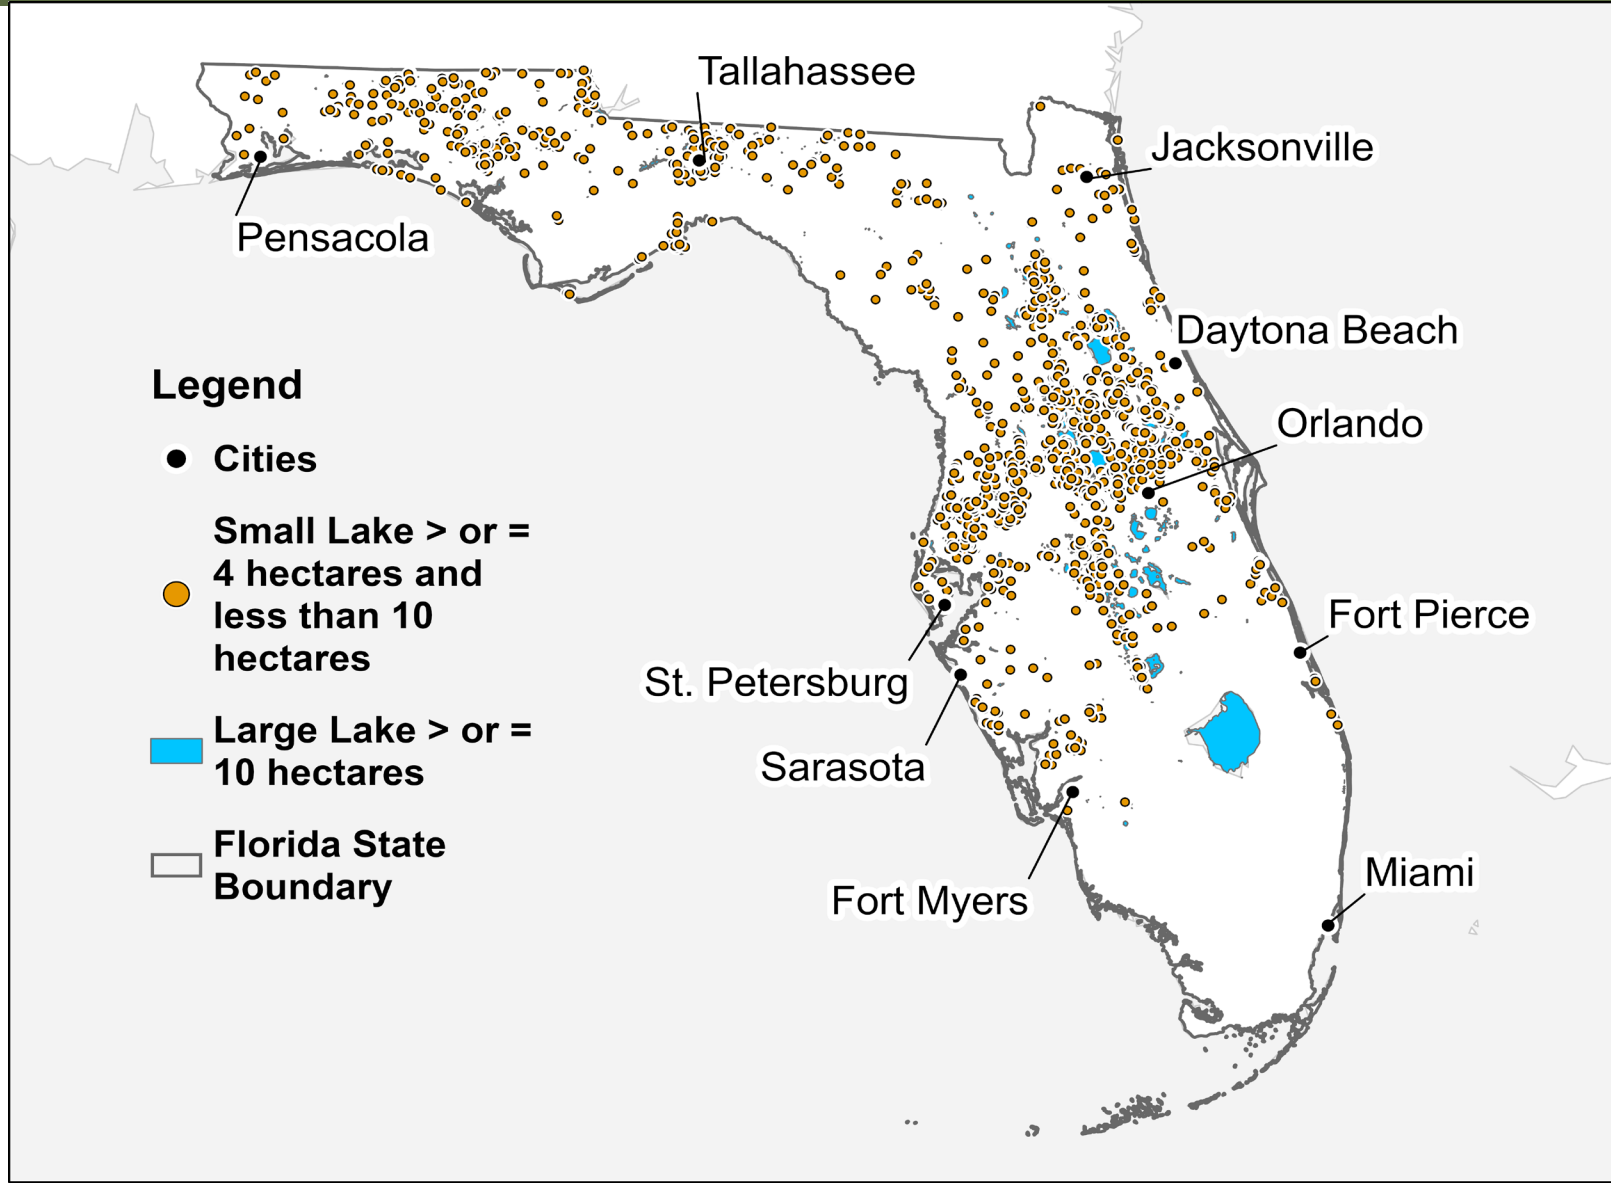 Tallahassee
Jacksonville
Pensacola
Daytona Beach
Legend
Orlando
Cities
Small Lake > or =
4 hectares and
less than 10
hectares
Fort Pierce
St. Petersburg
Large Lake > or =
10 hectares
Sarasota
Florida State
Boundary
Miami
Fort Myers